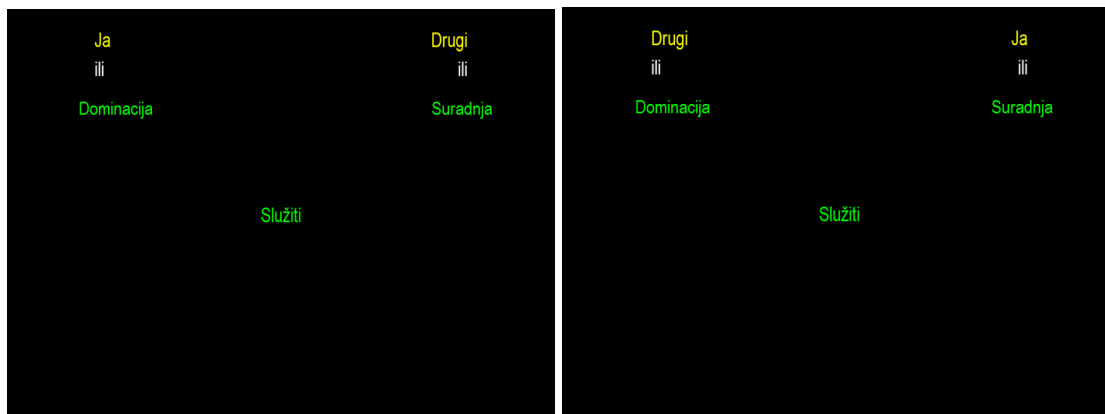 Ja Drugi
ili ili
Dominacija Suradnja
Služiti
Drugi Ja
ili ili
Dominacija Suradnja
Služiti